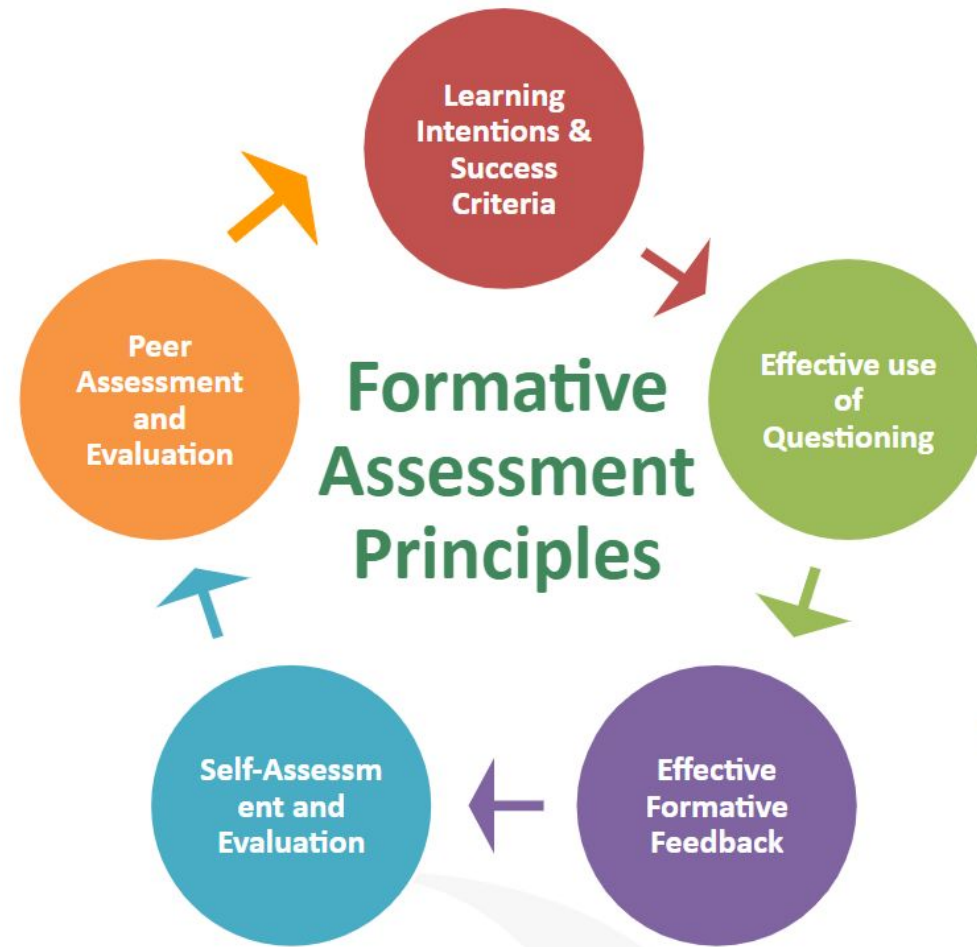 Learning
Intentions &
Success
Criteria
Effective use
of
Questioning
Effective
Formative
Feedback
Self-Assessm
ent and
Evaluation
Peer
Assessment
and
Evaluation
Formative
Assessment
Principles